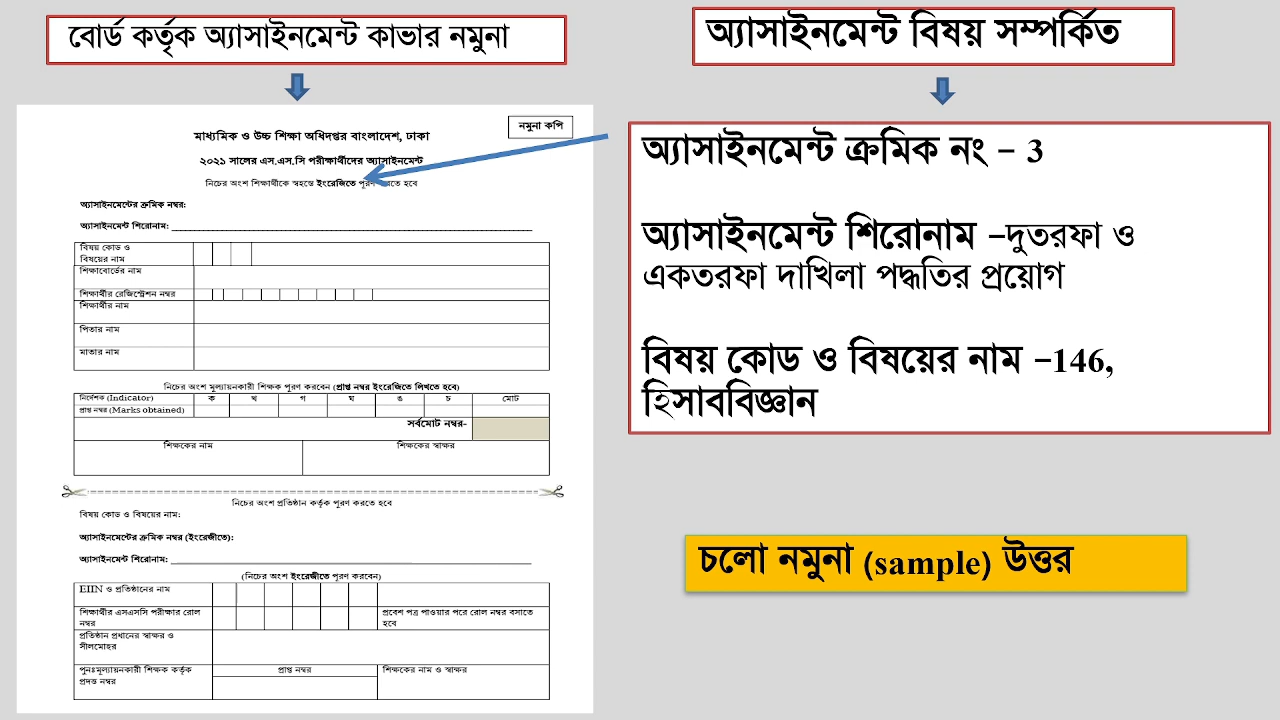 বোর্ড কর্তৃক অ্যাসাইনমেন্ট কাভার নমুনা
নমুনা কপি
মাধ্যমিক ও উচ্চ শিক্ষা অধিদপ্তর বাংলাদেশ, ঢাকা
২০২১ সালের এস.এস.সি পরীক্ষার্থীদের অ্যাসাইনমেন্ট
নিচের অংশ শিক্ষার্থীকে স্বহস্তে ইংরেজিতে পূরণ করতে হবে
অ্যাসাইনমেন্টের ক্রমিক নম্বর:
অ্যাসাইনমেন্ট শিরোনাম:
বিষয় কোড ও
বিষয়ের নাম
শিক্ষাবোর্ডের নাম
শিক্ষার্থীর রেজিস্ট্রেশন নম্বর
শিক্ষার্থীর নাম
পিতার নাম
মাতার নাম
নিচের অংশ মূল্যায়নকারী শিক্ষক পূরণ করবেন (প্রাপ্ত নম্বর ইংরেজিতে লিখতে হবে)
নির্দেশক (Indicator) ক খ গ ঘ ঙ চ মোট
প্রাপ্ত নম্বর (Marks obtained)
সর্বমোট নম্বর-
শিক্ষকের নাম শিক্ষকের স্বাক্ষর
নিচের অংশ প্রতিষ্ঠান কর্তৃক পূরণ করতে হবে
বিষয় কোড ও বিষয়ের নাম:
অ্যাসাইনমেন্টের ক্রমিক নম্বর (ইংরেজীতে):
অ্যাসাইনমেন্ট শিরোনাম:
(নিচের অংশ ইংরেজীতে পূরণ করবেন)
EIIN ও প্রতিষ্ঠানের নাম
শিক্ষার্থীর এসএসসি পরীক্ষার রোল
নম্বর
প্রবেশ পত্র পাওয়ার পরে রোল নম্বর বসাতে
হবে
প্রতিষ্ঠান প্রধানের স্বাক্ষর ও
সীলমোহর
পুনঃমূল্যায়নকারী শিক্ষক কর্তৃক
প্রদত্ত নম্বর
প্রাপ্ত নম্বর
শিক্ষকের নাম ও স্বাক্ষর
অ্যাসাইনমেন্ট বিষয় সম্পর্কিত
অ্যাসাইনমেন্ট ক্রমিক নং – 3
অ্যাসাইনমেন্ট শিরোনাম –দুতরফা ও
একতরফা দাখিলা পদ্ধতির প্রয়োগ
বিষয় কোড ও বিষয়ের নাম –146,
হিসাববিজ্ঞান
চলো নমুনা (sample) উত্তর